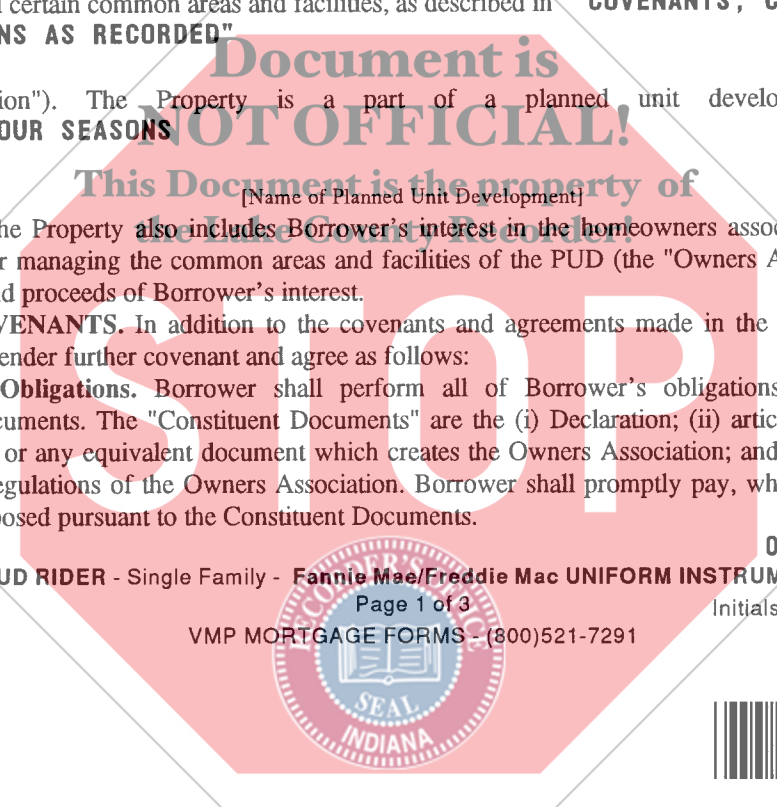 certain common areas and facilities, as described in "COVENANTS,
NS AS RECORDED"
Document is
ion"). The Property is a part of a planned unit develo
NOT OFFICIAL!
OUR SEASONS
This Document is the property of
[Name of Planned Unit Development]
the Lake County Recorder!
he Property also includes Borrower's interest in the homeowners assoc
r managing the common areas and facilities of the PUD (the "Owners A
d proceeds of Borrower's interest.
VENANTS. In addition to the covenants and agreements made in the
ender further covenant and agree as follows:
Obligations. Borrower shall perform all of Borrower's obligations
cuments. The "Constituent Documents" are the (i) Declaration; (ii) artic
or any equivalent document which creates the Owners Association; and
egulations of the Owners Association. Borrower shall promptly pay, wh
osed pursuant to the Constituent Documents.
STOP
UD RIDER - Single Family - Fannie Mae/Freddie Mac UNIFORM INSTRUM
Page 1 of 3
Initials
VMP MORTGAGE FORMS - (800)521-7291
RECORDER'S OFFICE
SEAL
INDIANA